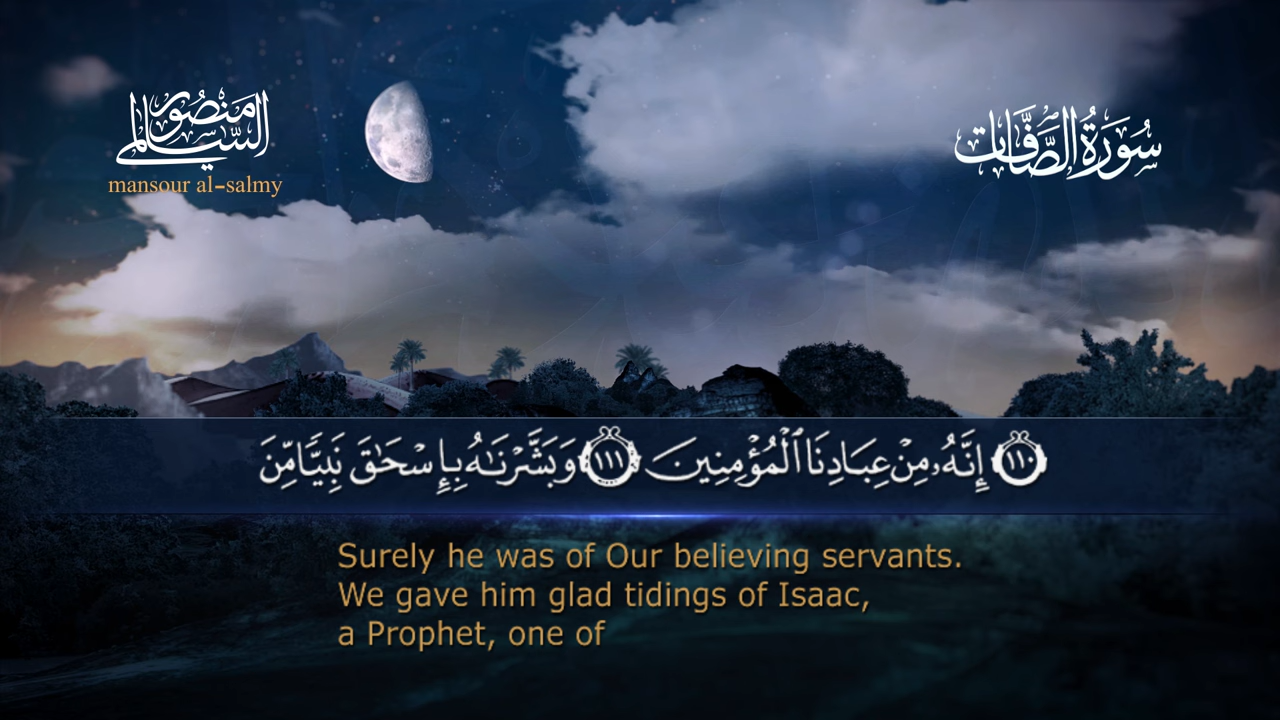 منصور السالمي
mansour al-salmy
سُورَةُ الصَّافَّات
١١٠ إِنَّهُۥ مِنْ عِبَادِنَا ٱلْمُؤْمِنِينَ ١١١ وَبَشَّرْنَـٰهُ بِإِسْحَـٰقَ نَبِيًّا مِّنَ
Surely he was of Our believing servants.
We gave him glad tidings of Isaac,
a Prophet, one of